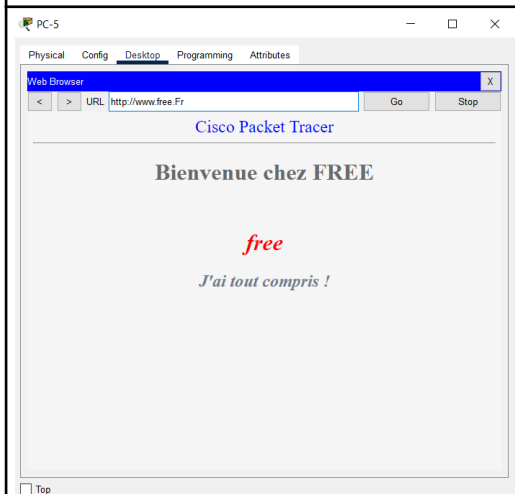 PC-5
Physical Config Desktop Programming Attributes
Web Browser X
< > URL http://www.free.Fr Go Stop
Cisco Packet Tracer
Bienvenue chez FREE
free
J'ai tout compris !
Top